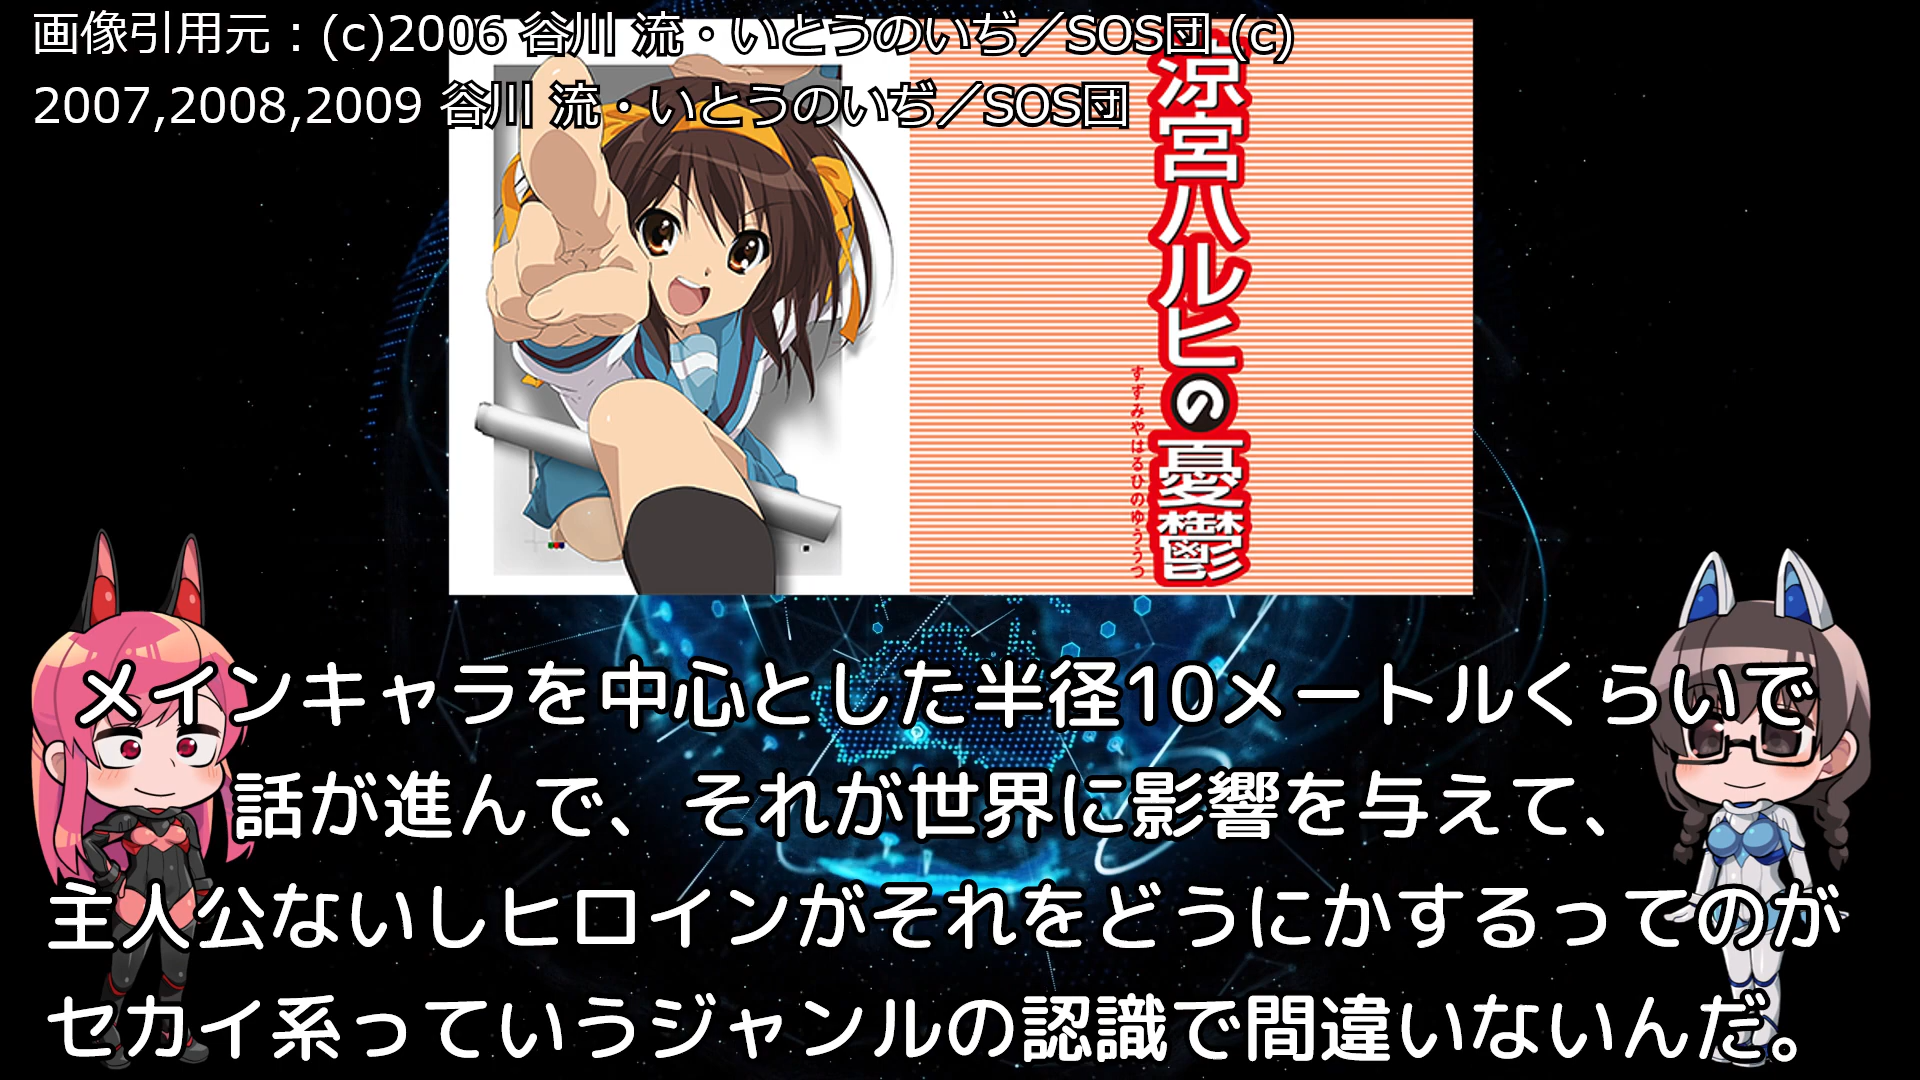 画像引用元：(c)2006 谷川 流・いとうのいぢ／SOS団 (c)
2007,2008,2009 谷川 流・いとうのいぢ／SOS団
涼宮ハルヒの憂鬱
すずみやはるひのゆううつ
メインキャラを中心とした半径10メートルくらいで
話が進んで、それが世界に影響を与えて、
主人公ないしヒロインがそれをどうにかするってのが
セカイ系っていうジャンルの認識で間違いないんだ。